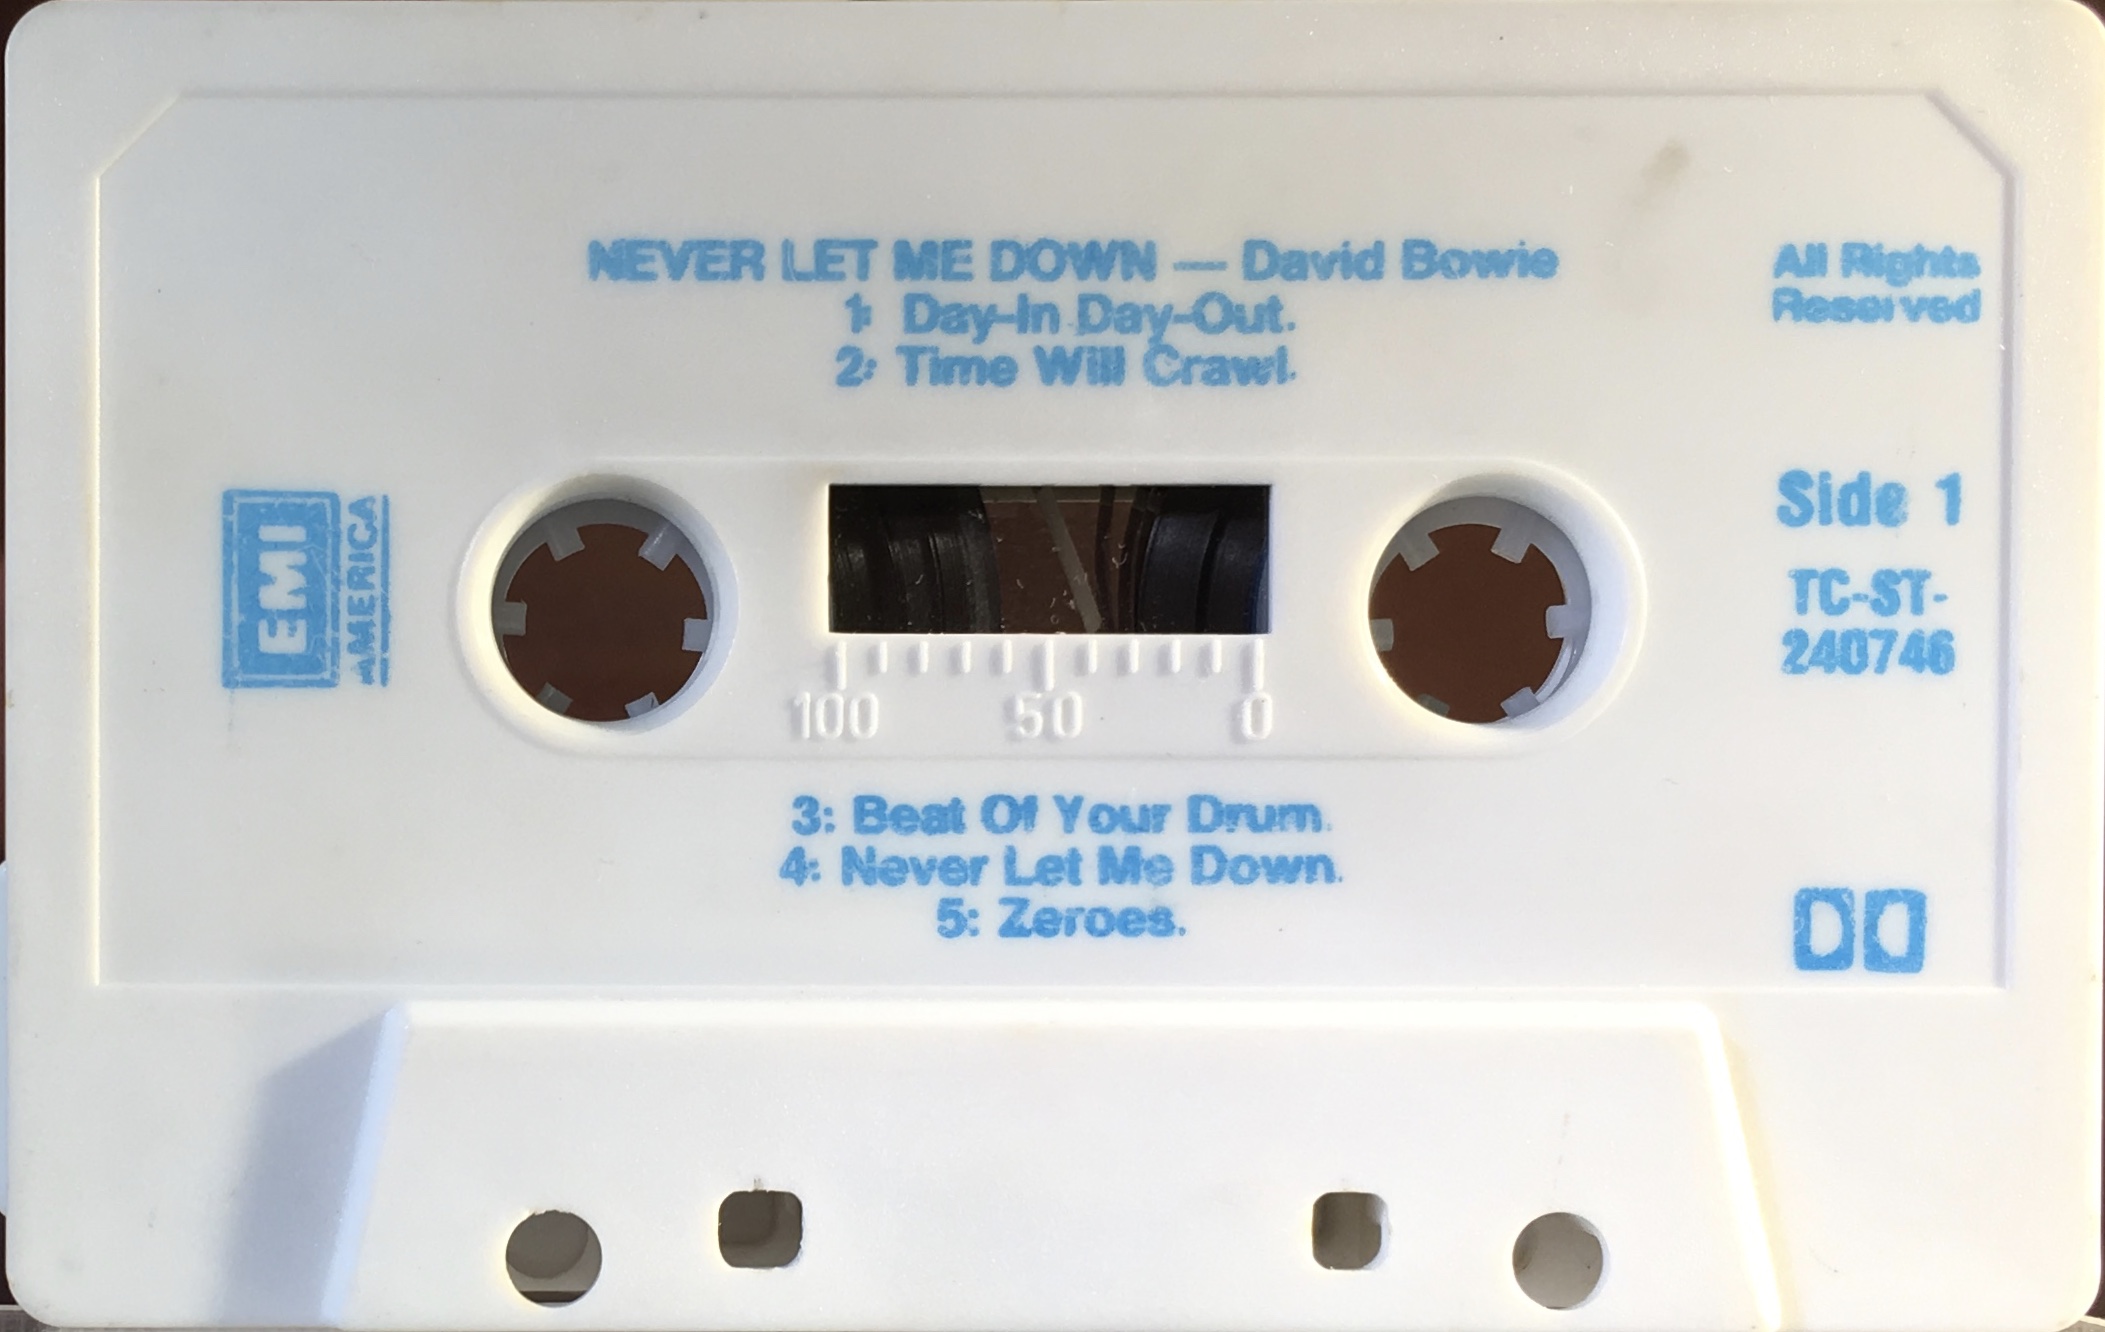 NEVER LET ME DOWN — David Bowie
1: Day-In Day-Out.
2: Time Will Crawl.
All Rights
Reserved
EMI
AMERICA
Side 1
TC-ST-
240746
100 50 0
3: Beat Of Your Drum.
4: Never Let Me Down.
5: Zeroes.